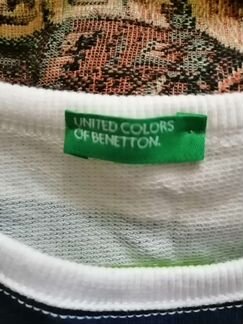 UNITED COLORS
OF BENETTON.